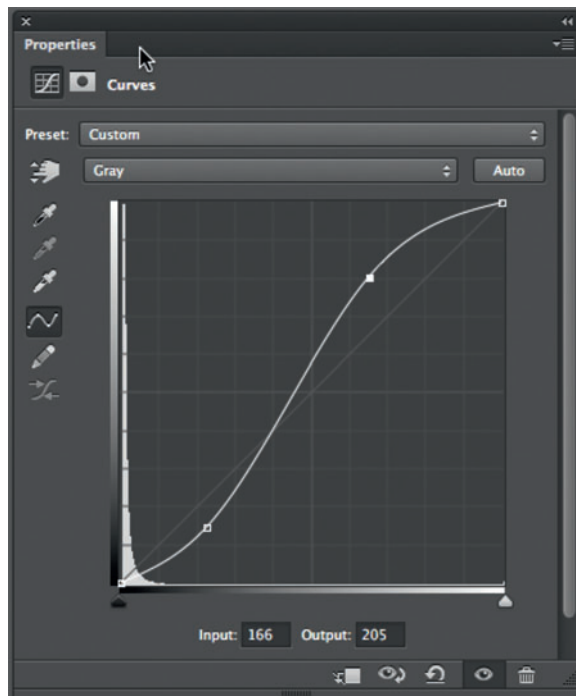 Properties
Curves
Preset: Custom
Gray Auto
Input: 166 Output: 205